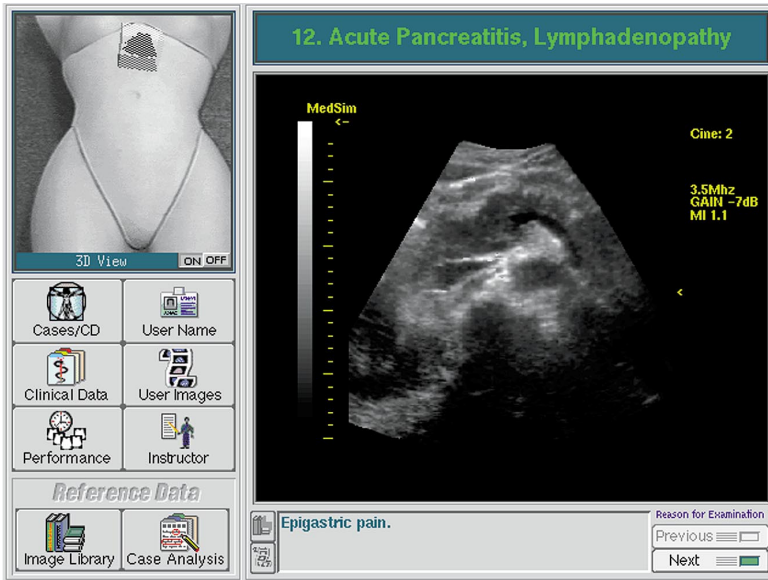 12. Acute Pancreatitis, Lymphadenopathy
MedSim
Cine: 2
3.5Mhz
GAIN -7dB
MI 1.1
3D View
ON OFF
Cases/CD
User Name
Clinical Data
User Images
Performance
Instructor
Reference Data
Image Library
Case Analysis
Epigastric pain.
Reason for Examination
Previous
Next